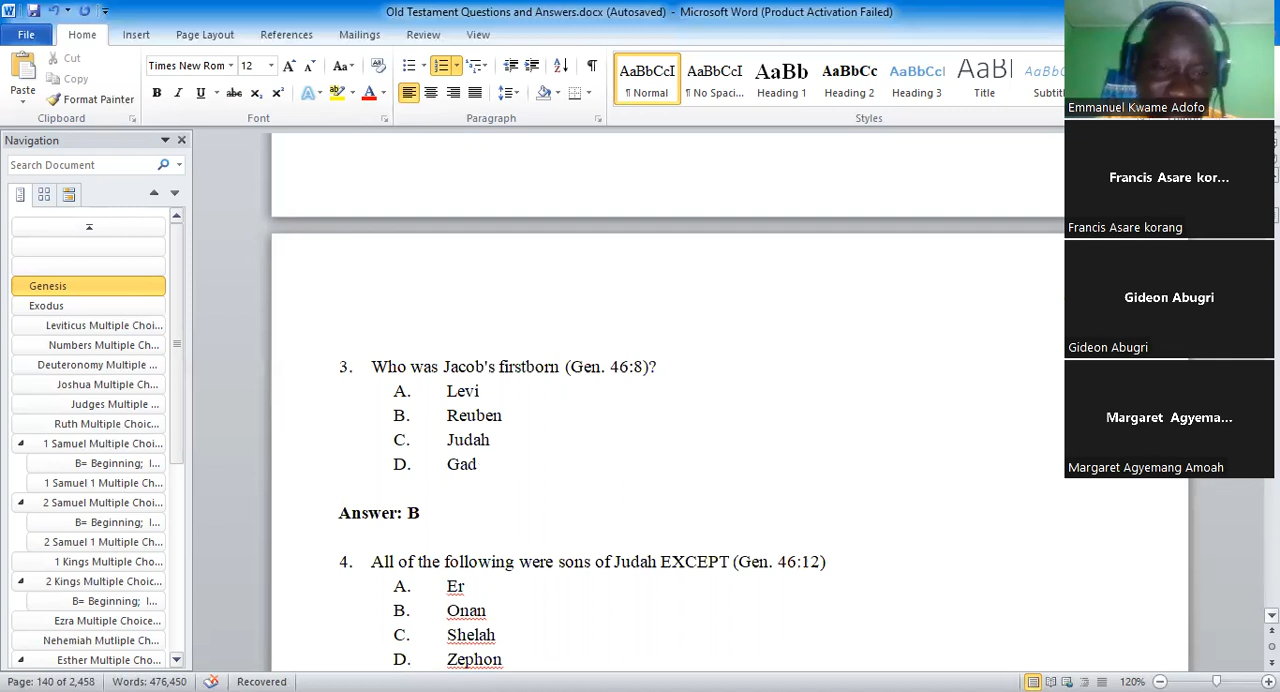 Old Testament Questions and Answers.docx (Autosaved) - Microsoft Word (Product Activation Failed)
File Home Insert Page Layout References Mailings Review View
Paste
Cut
Copy
Format Painter
Clipboard
Times New Rom 12
Font
Paragraph
AaBbCcI AaBbCcI AaBb AaBbCc AaBbCcI AaBl AaBbCc
¶ Normal ¶ No Spaci... Heading 1 Heading 2 Heading 3 Title Subtit
Styles
Navigation
Search Document
Genesis
Exodus
Leviticus Multiple Choi...
Numbers Multiple Ch...
Deuteronomy Multiple ...
Joshua Multiple Ch...
Judges Multiple ...
Ruth Multiple Choic...
1 Samuel Multiple Choi...
B= Beginning; I...
1 Samuel 1 Multiple Choic...
2 Samuel Multiple Choi...
B= Beginning; I...
2 Samuel 1 Multiple Choic...
1 Kings Multiple Choic...
2 Kings Multiple Choic...
B= Beginning; I...
Ezra Multiple Choice...
Nehemiah Mutliple Cho...
Esther Multiple Cho...
3. Who was Jacob's firstborn (Gen. 46:8)?
A. Levi
B. Reuben
C. Judah
D. Gad
Answer: B
4. All of the following were sons of Judah EXCEPT (Gen. 46:12)
A. Er
B. Onan
C. Shelah
D. Zephon
Emmanuel Kwame Adofo
Francis Asare kor...
Francis Asare korang
Gideon Abugri
Gideon Abugri
Margaret Agyema...
Margaret Agyemang Amoah
Page: 140 of 2,458 Words: 476,450 Recovered 120%